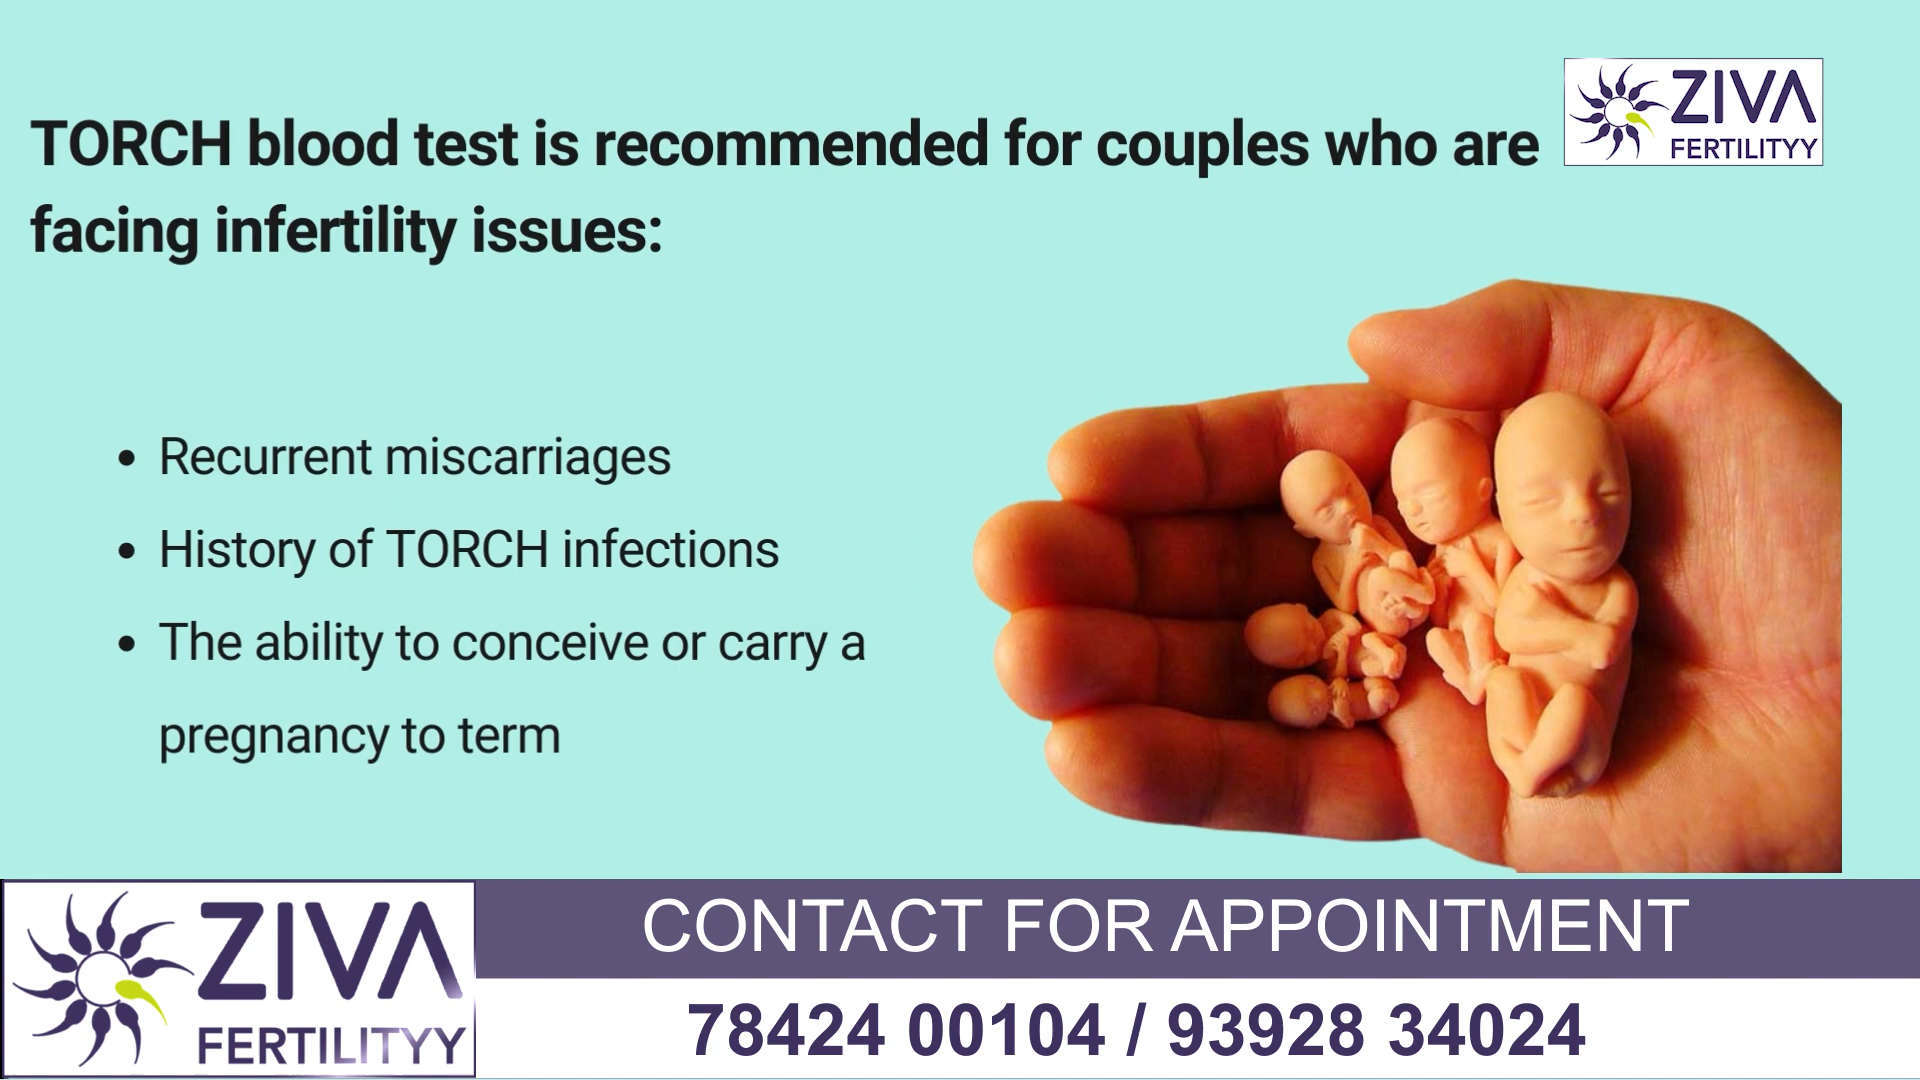 ZIVA
FERTILITYY
TORCH blood test is recommended for couples who are
facing infertility issues:
• Recurrent miscarriages
• History of TORCH infections
• The ability to conceive or carry a
pregnancy to term
ZIVA
FERTILITYY
CONTACT FOR APPOINTMENT
78424 00104 / 93928 34024